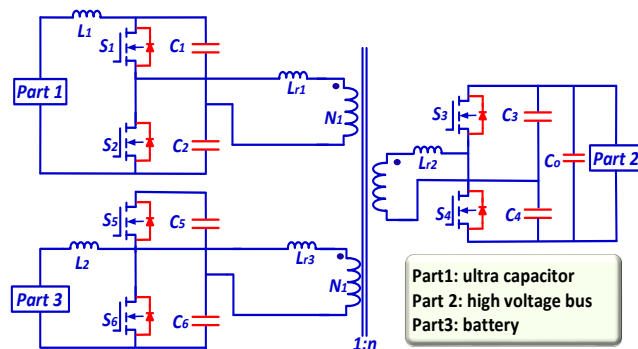 L1
S1
C1
Part 1
Lr1
N1
S2
C2
S3
C3
Lr2
Co
Part 2
S4
C4
S5
C5
L2
Lr3
Part 3
N1
S6
C6
1:n
Part1: ultra capacitor
Part 2: high voltage bus
Part3: battery